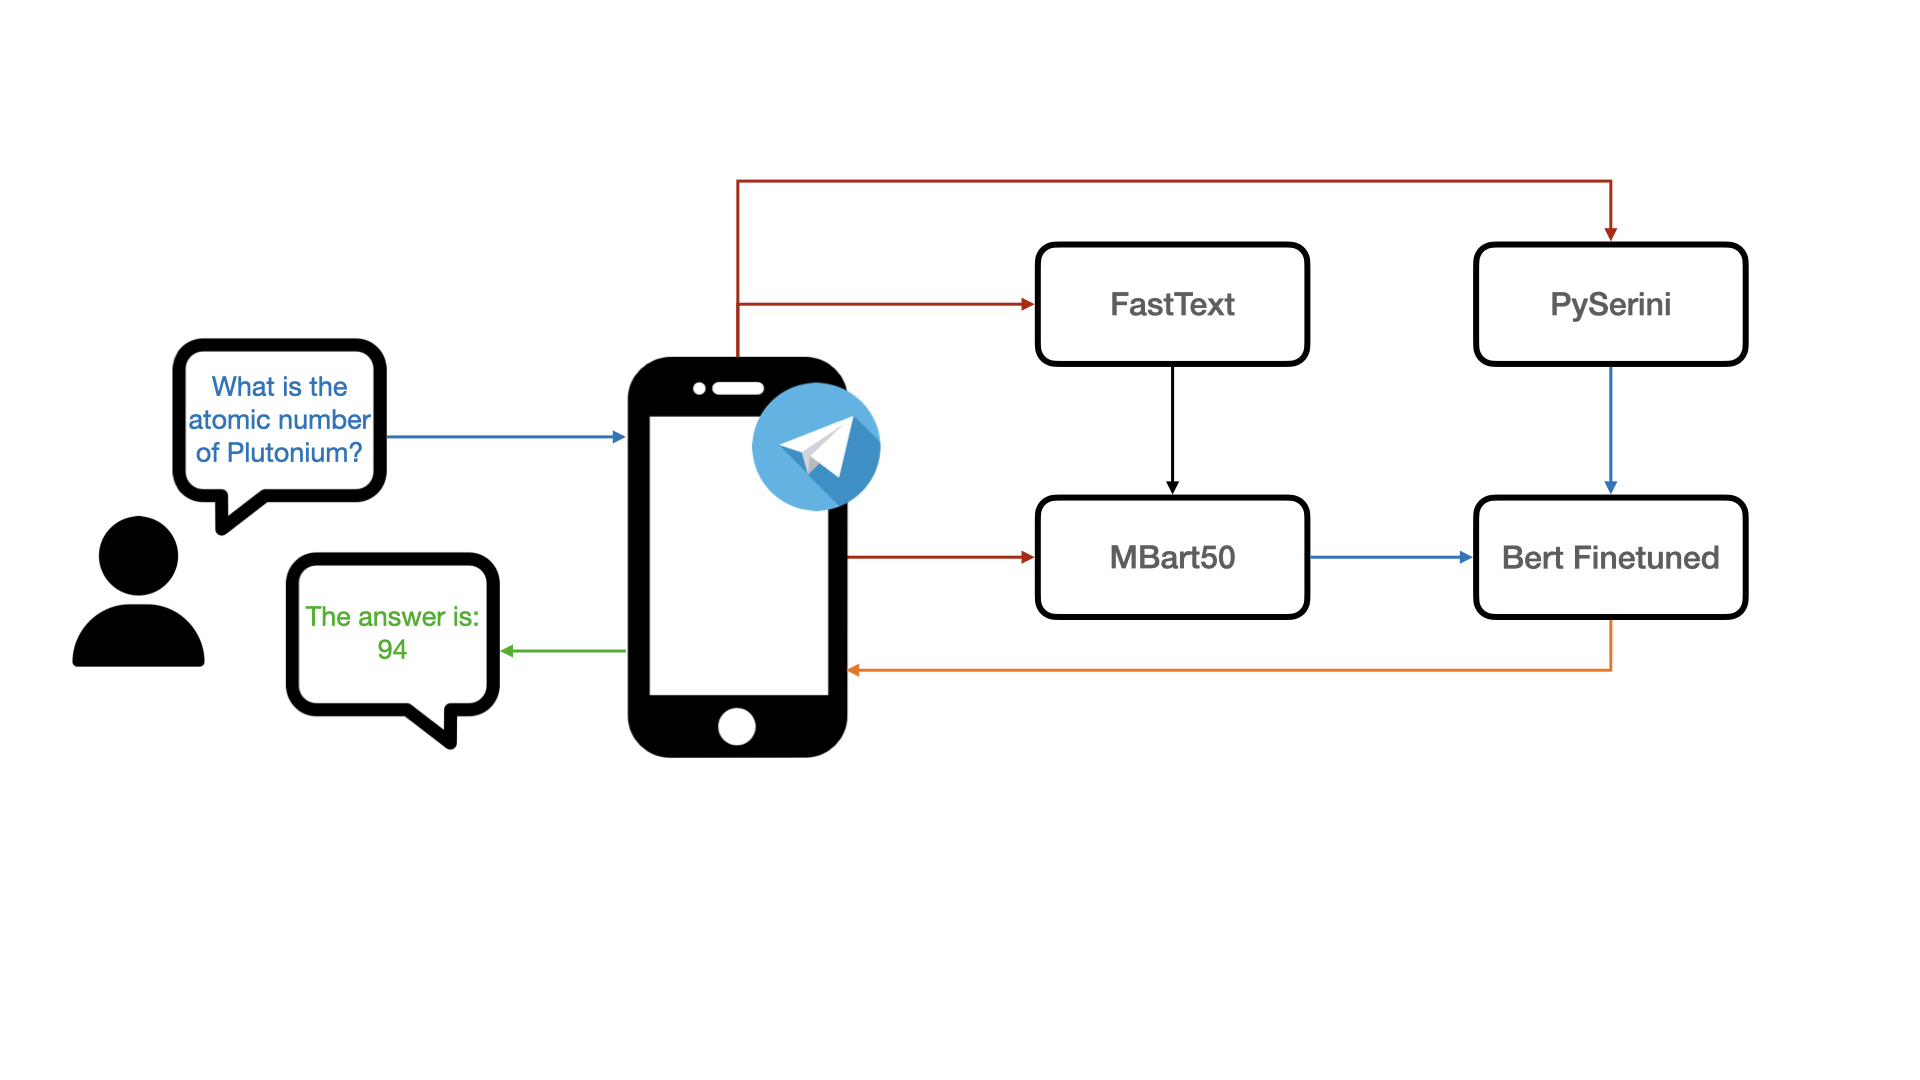 What is the
atomic number
of Plutonium?
The answer is:
94
FastText
PySerini
MBart50
Bert Finetuned